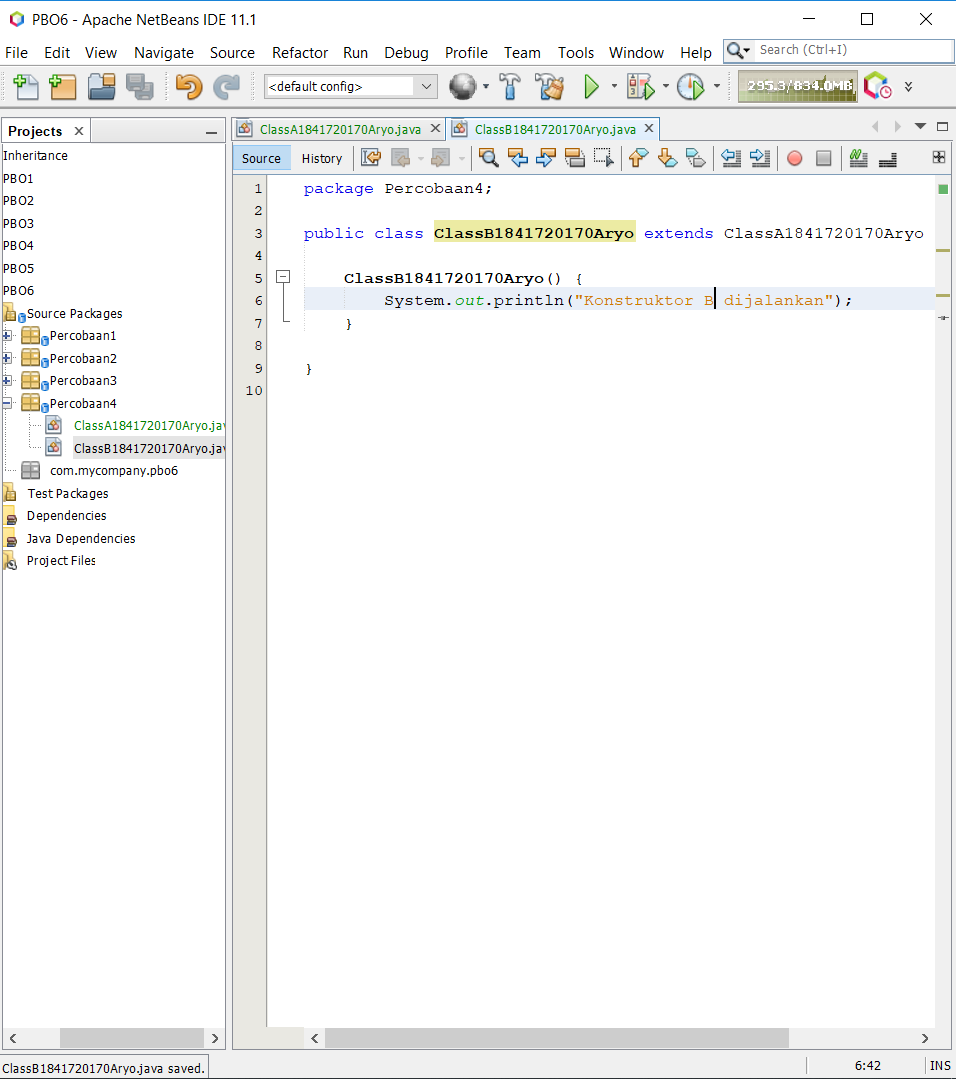 PBO6 - Apache NetBeans IDE 11.1
File Edit View Navigate Source Refactor Run Debug Profile Team Tools Window Help Search (Ctrl+I)
<default config> 295.3/834.0MB
Projects
ClassA1841720170Aryo.java ClassB1841720170Aryo.java
Source History
Inheritance
PBO1
PBO2
PBO3
PBO4
PBO5
PBO6
Source Packages
Percobaan1
Percobaan2
Percobaan3
Percobaan4
ClassA1841720170Aryo.jav
ClassB1841720170Aryo.jav
com.mycompany.pbo6
Test Packages
Dependencies
Java Dependencies
Project Files
1 package Percobaan4;
2
3 public class ClassB1841720170Aryo extends ClassA1841720170Aryo
4
5 ClassB1841720170Aryo() {
6 System.out.println("Konstruktor B dijalankan");
7 }
8
9 }
10
ClassB1841720170Aryo.java saved. 6:42 INS